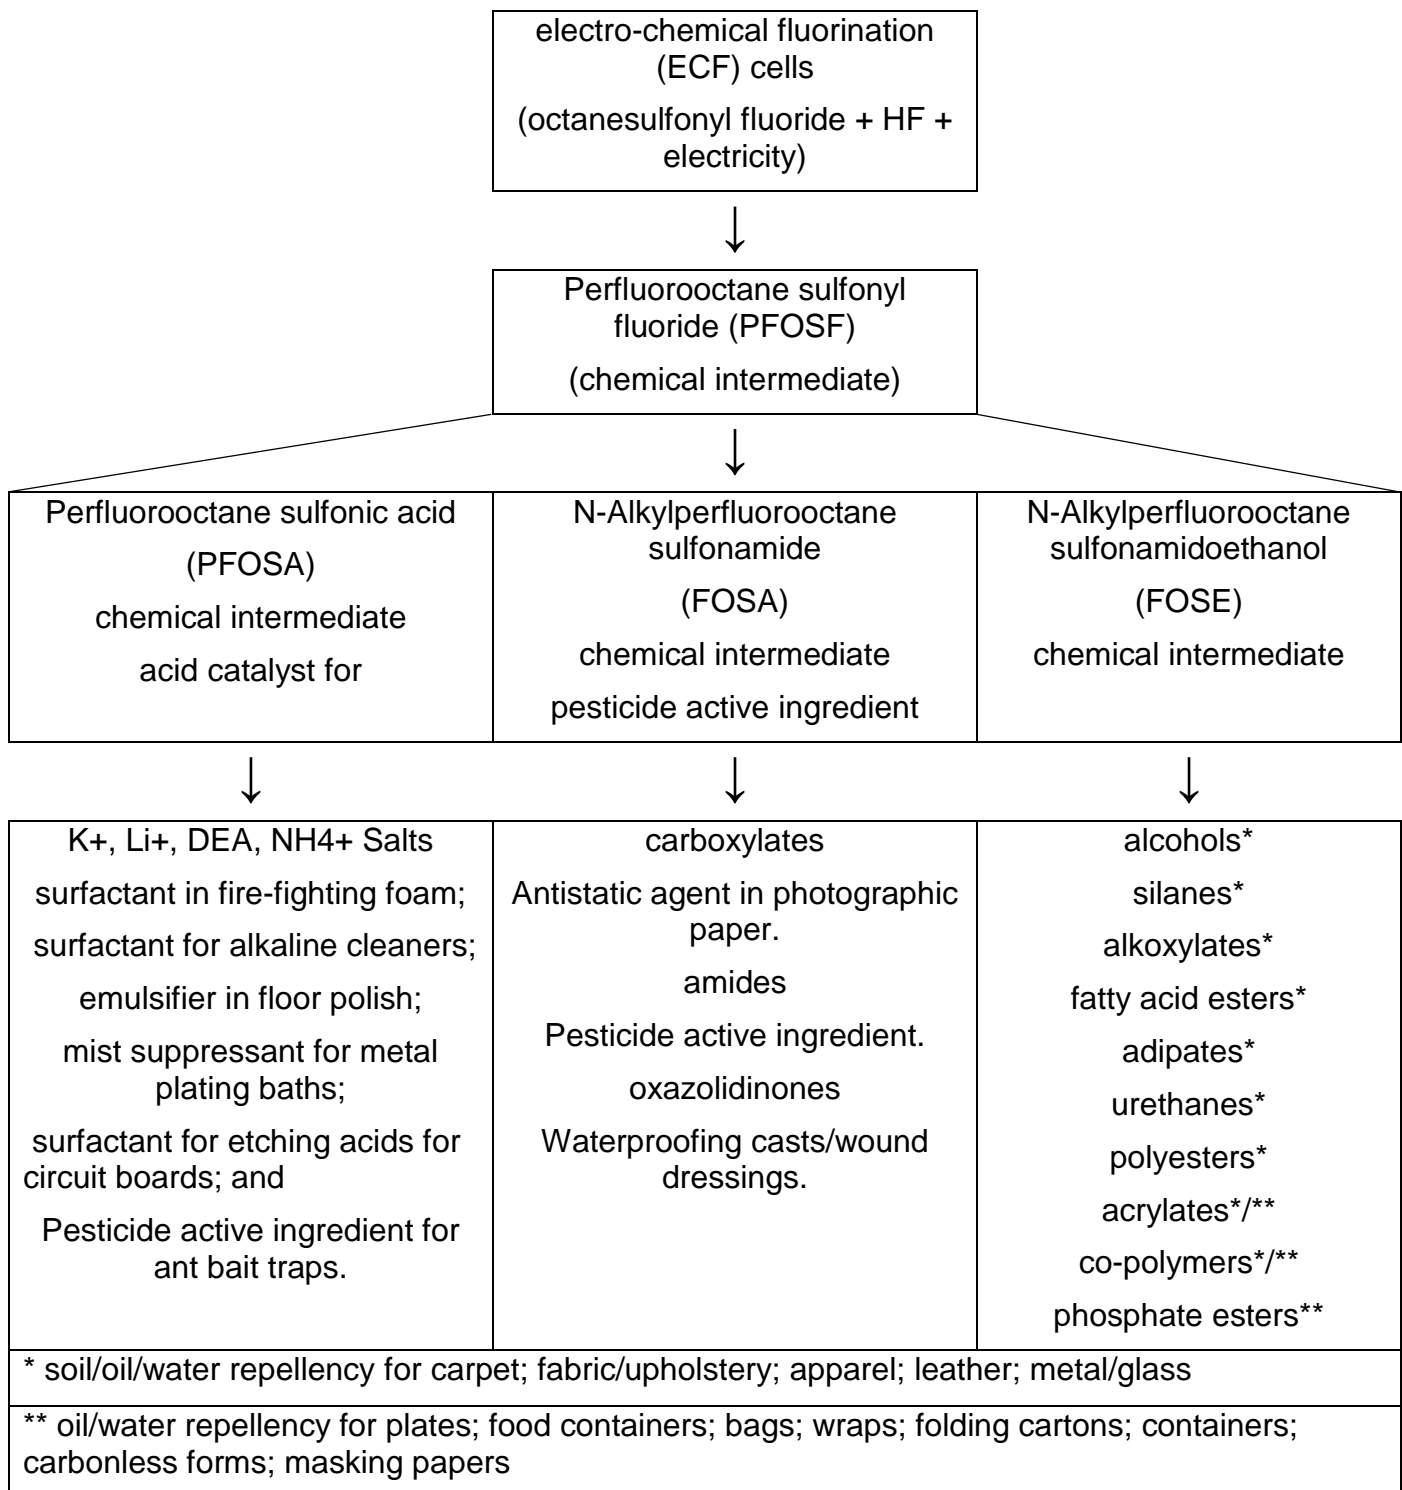 electro-chemical fluorination
(ECF) cells
(octanesulfonyl fluoride + HF +
electricity)
↓
Perfluorooctane sulfonyl
fluoride (PFOSF)
(chemical intermediate)
↓
Perfluorooctane sulfonic acid
(PFOSA)
chemical intermediate
acid catalyst for
N-Alkylperfluorooctane
sulfonamide
(FOSA)
chemical intermediate
pesticide active ingredient
N-Alkylperfluorooctane
sulfonamidoethanol
(FOSE)
chemical intermediate
↓
↓
↓
K+, Li+, DEA, NH4+ Salts
surfactant in fire-fighting foam;
surfactant for alkaline cleaners;
emulsifier in floor polish;
mist suppressant for metal
plating baths;
surfactant for etching acids for
circuit boards; and
Pesticide active ingredient for
ant bait traps.
carboxylates
Antistatic agent in photographic
paper.
amides
Pesticide active ingredient.
oxazolidinones
Waterproofing casts/wound
dressings.
alcohols*
silanes*
alkoxylates*
fatty acid esters*
adipates*
urethanes*
polyesters*
acrylates*/**
co-polymers*/**
phosphate esters**
* soil/oil/water repellency for carpet; fabric/upholstery; apparel; leather; metal/glass
** oil/water repellency for plates; food containers; bags; wraps; folding cartons; containers;
carbonless forms; masking papers